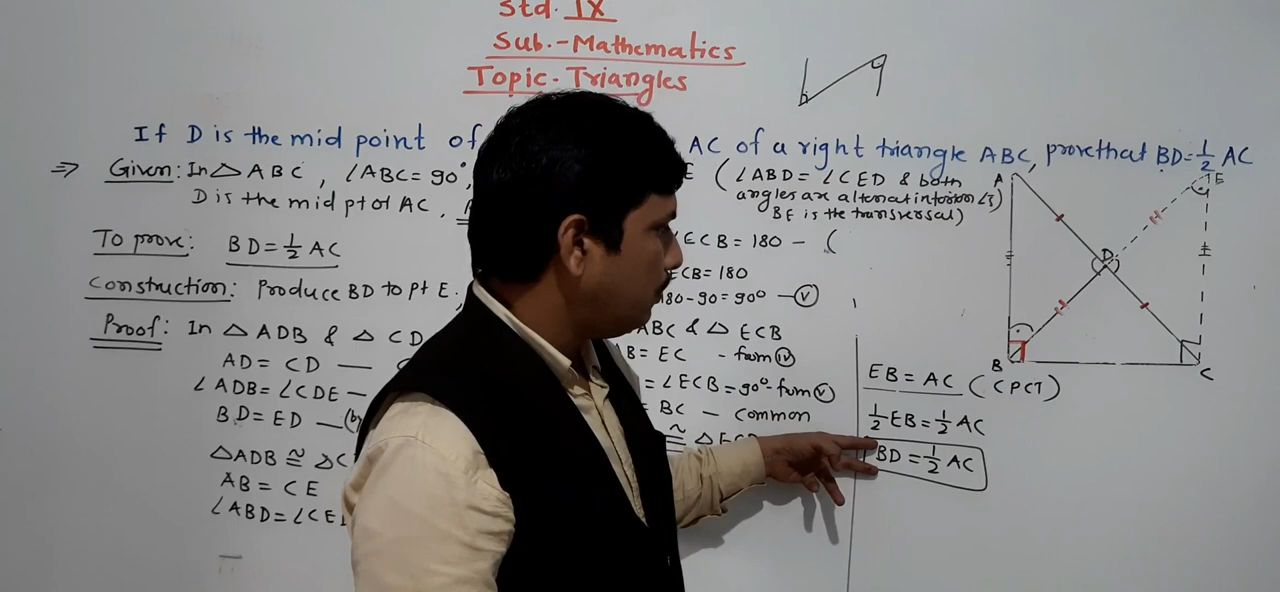 Std. IX
Sub.-Mathematics
Topic-Triangles
If D is the mid point of AC of a right triangle ABC, prove that BD=½ AC
⇒ Given: In △ABC, ∠ABC=90°,
D is the mid pt of AC,
To prove: BD=½ AC
Construction: Produce BD to pt E,
Proof: In △ADB & △CD
AD=CD —
∠ADB=∠CDE —
BD=ED —(by
△ADB ≅ △C
AB=CE
∠ABD=∠CE
E (∠ABD=∠CED & both
angles are alternat interior ∠s)
BE is the transversal)
ECB=180 - (
ECB=180
180-90=90° —(V)
ABC & △ECB
B=EC - from (IV)
=∠ECB=90°-from (V)
BC — common
≅ △EC
EB=AC (CPCT)
½EB=½ AC
BD=½ AC
A
E
D
B
C